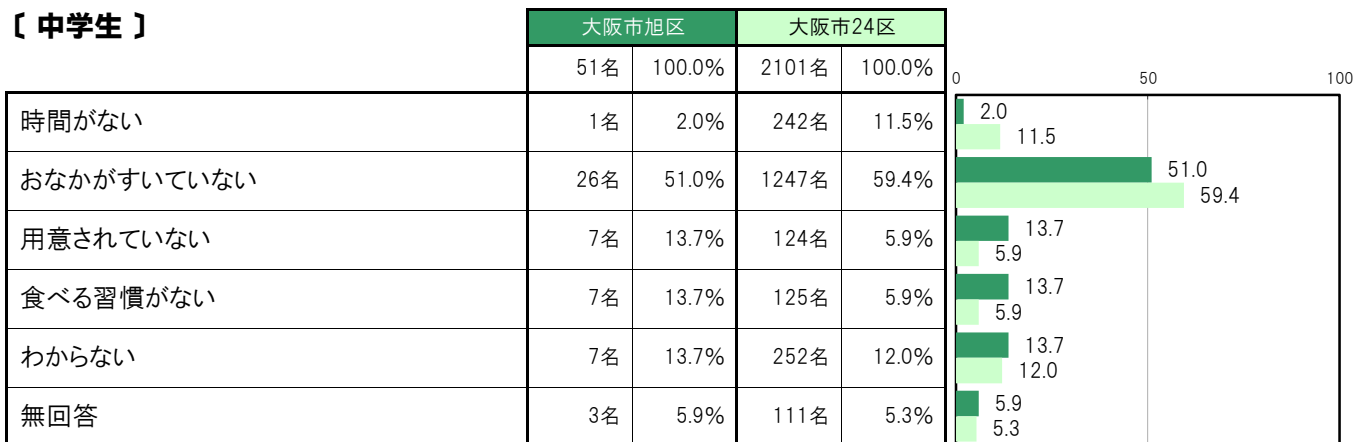 〔 中学生 〕
大阪市旭区 大阪市24区
51名 100.0% 2101名 100.0%
0 50 100
時間がない 1名 2.0% 242名 11.5% 2.0
11.5
おなかがすいていない 26名 51.0% 1247名 59.4% 51.0
59.4
用意されていない 7名 13.7% 124名 5.9% 13.7
5.9
食べる習慣がない 7名 13.7% 125名 5.9% 13.7
5.9
わからない 7名 13.7% 252名 12.0% 13.7
12.0
無回答 3名 5.9% 111名 5.3% 5.9
5.3